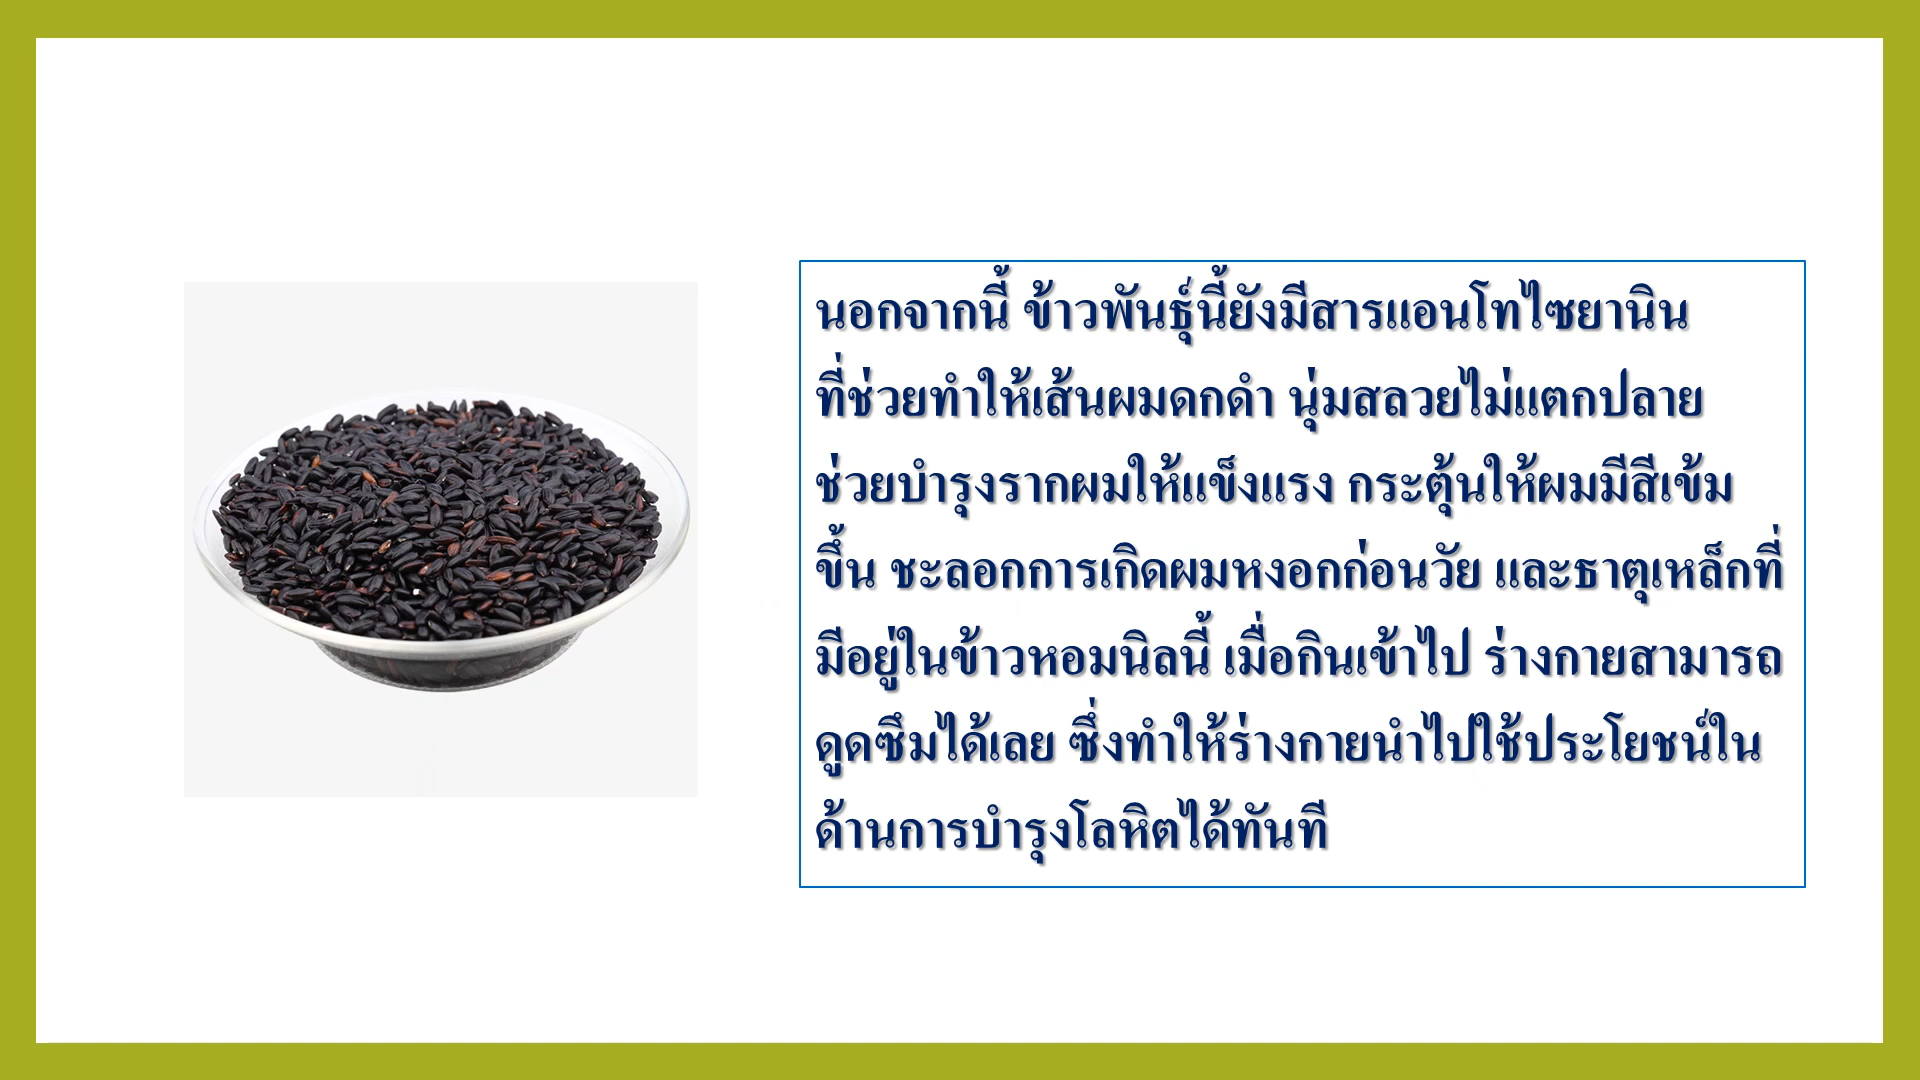 นอกจากนี้ ข้าวพันธุ์นี้ยังมีสารแอนโทไซยานิน
ที่ช่วยทำให้เส้นผมดกดำ นุ่มสลวยไม่แตกปลาย
ช่วยบำรุงรากผมให้แข็งแรง กระตุ้นให้ผมมีสีเข้ม
ขึ้น ชะลอกการเกิดผมหงอกก่อนวัย และธาตุเหล็กที่
มีอยู่ในข้าวหอมนิลนี้ เมื่อกินเข้าไป ร่างกายสามารถ
ดูดซึมได้เลย ซึ่งทำให้ร่างกายนำไปใช้ประโยชน์ใน
ด้านการบำรุงโลหิตได้ทันที